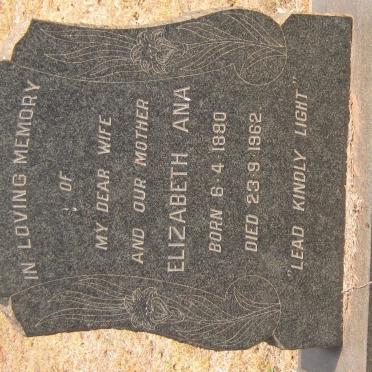 IN LOVING MEMORY
OF
MY DEAR WIFE
AND OUR MOTHER
ELIZABETH ANA
BORN 6·4·1880
DIED 23·9·1962
"LEAD KINDLY LIGHT"